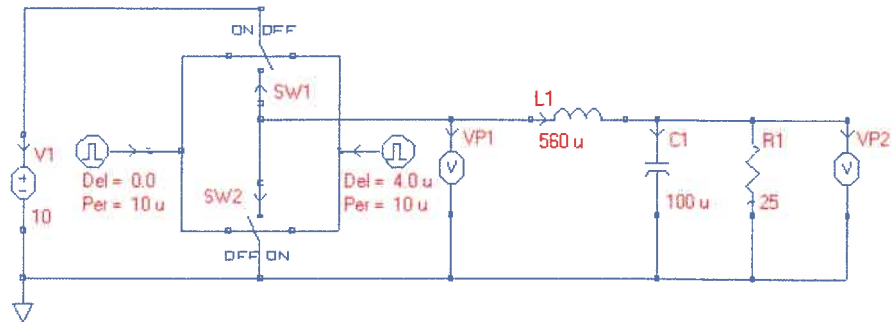 ON OFF
SW1
V1
10
Del = 0.0
Per = 10 u
SW2
Del = 4.0 u
Per = 10 u
OFF ON
VP1
V
L1
560 u
C1
100 u
R1
25
VP2
V